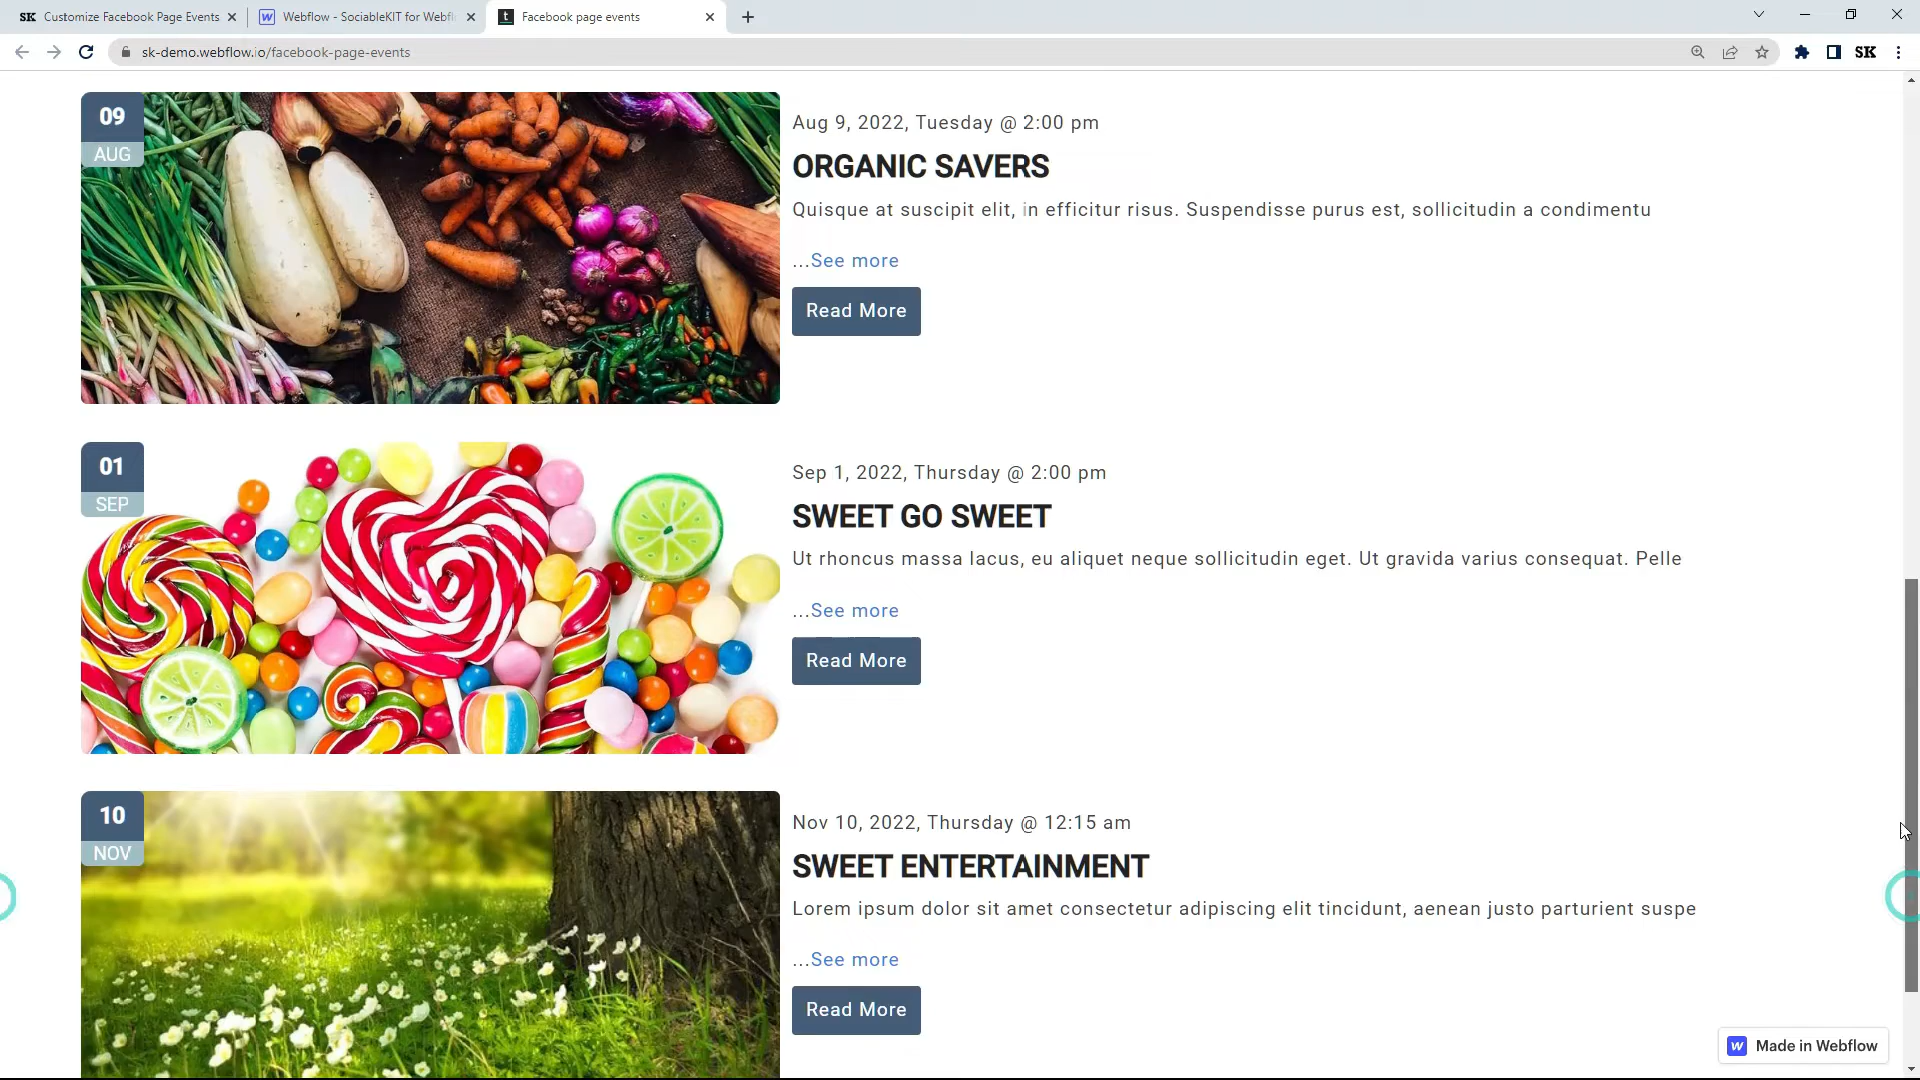 SK Customize Facebook Page Events
Webflow - SociableKIT for Webfl
Facebook page events
sk-demo.webflow.io/facebook-page-events
SK
09
AUG
Aug 9, 2022, Tuesday @ 2:00 pm
ORGANIC SAVERS
Quisque at suscipit elit, in efficitur risus. Suspendisse purus est, sollicitudin a condimentu
...See more
Read More
01
SEP
Sep 1, 2022, Thursday @ 2:00 pm
SWEET GO SWEET
Ut rhoncus massa lacus, eu aliquet neque sollicitudin eget. Ut gravida varius consequat. Pelle
...See more
Read More
10
NOV
Nov 10, 2022, Thursday @ 12:15 am
SWEET ENTERTAINMENT
Lorem ipsum dolor sit amet consectetur adipiscing elit tincidunt, aenean justo parturient suspe
...See more
Read More
Made in Webflow